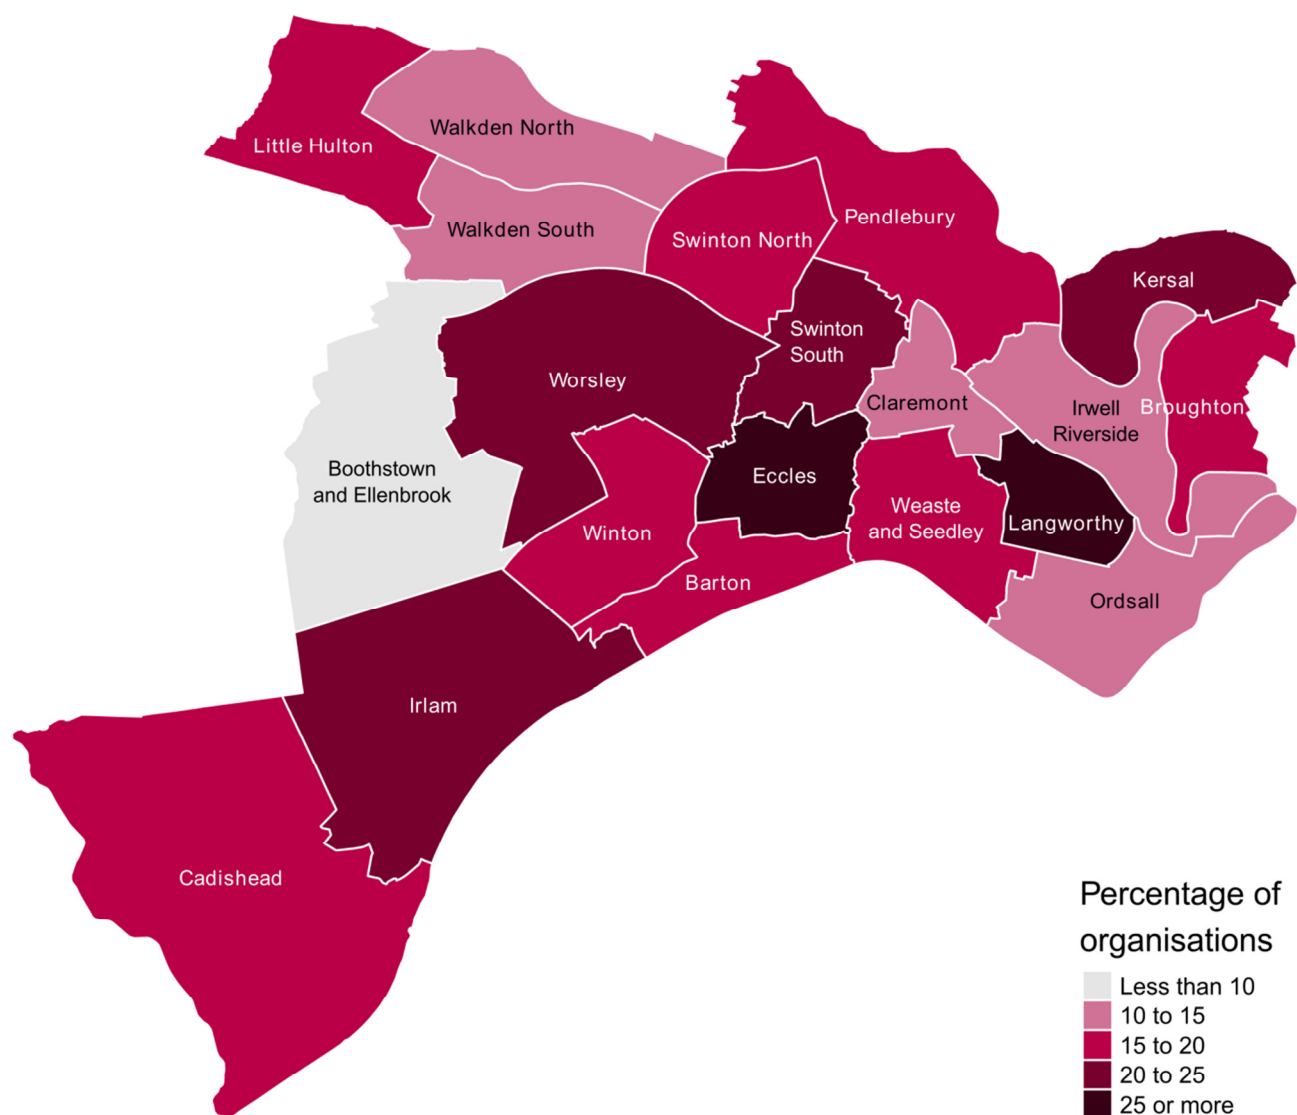 Walkden North
Little Hulton
Pendlebury
Walkden South
Swinton North
Kersal
Swinton
South
Worsley
Claremont
Irwell
Riverside
Broughton
Boothstown
and Ellenbrook
Eccles
Weaste
and Seedley
Langworthy
Winton
Barton
Ordsall
Irlam
Cadishead
Percentage of
organisations
Less than 10
10 to 15
15 to 20
20 to 25
25 or more